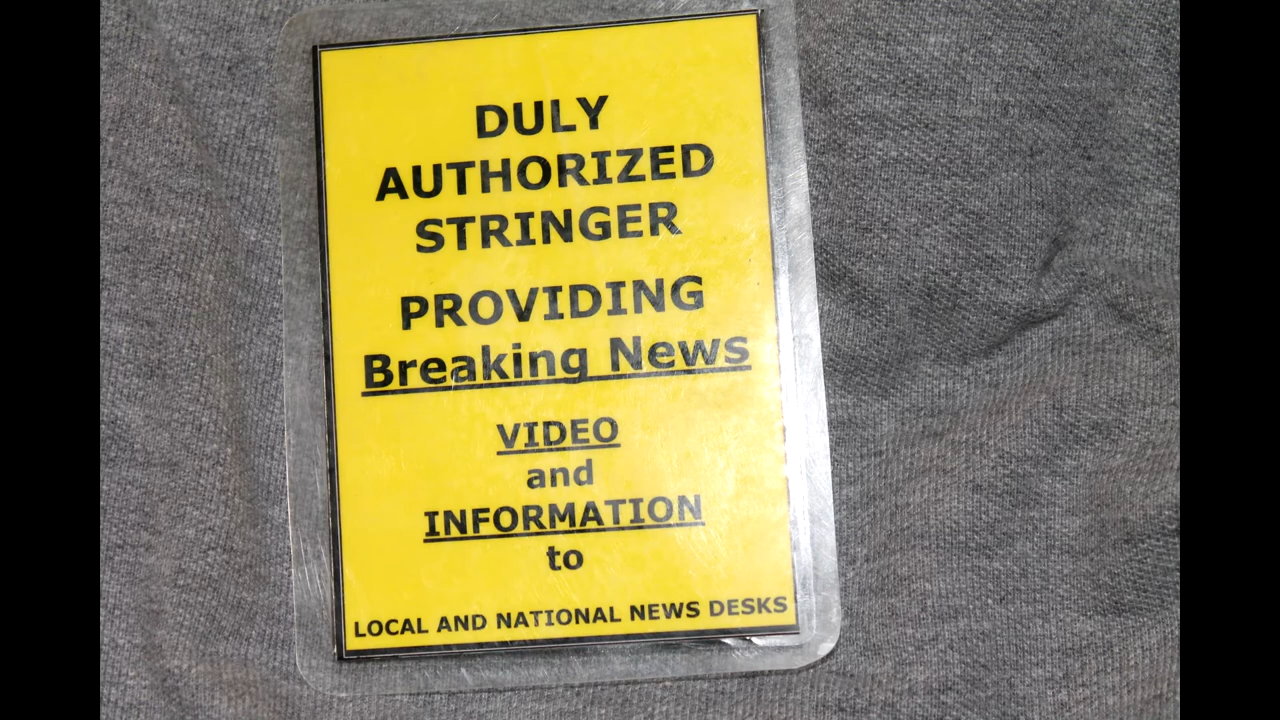 DULY
AUTHORIZED
STRINGER
PROVIDING
Breaking News
VIDEO
and
INFORMATION
to
LOCAL AND NATIONAL NEWS DESKS